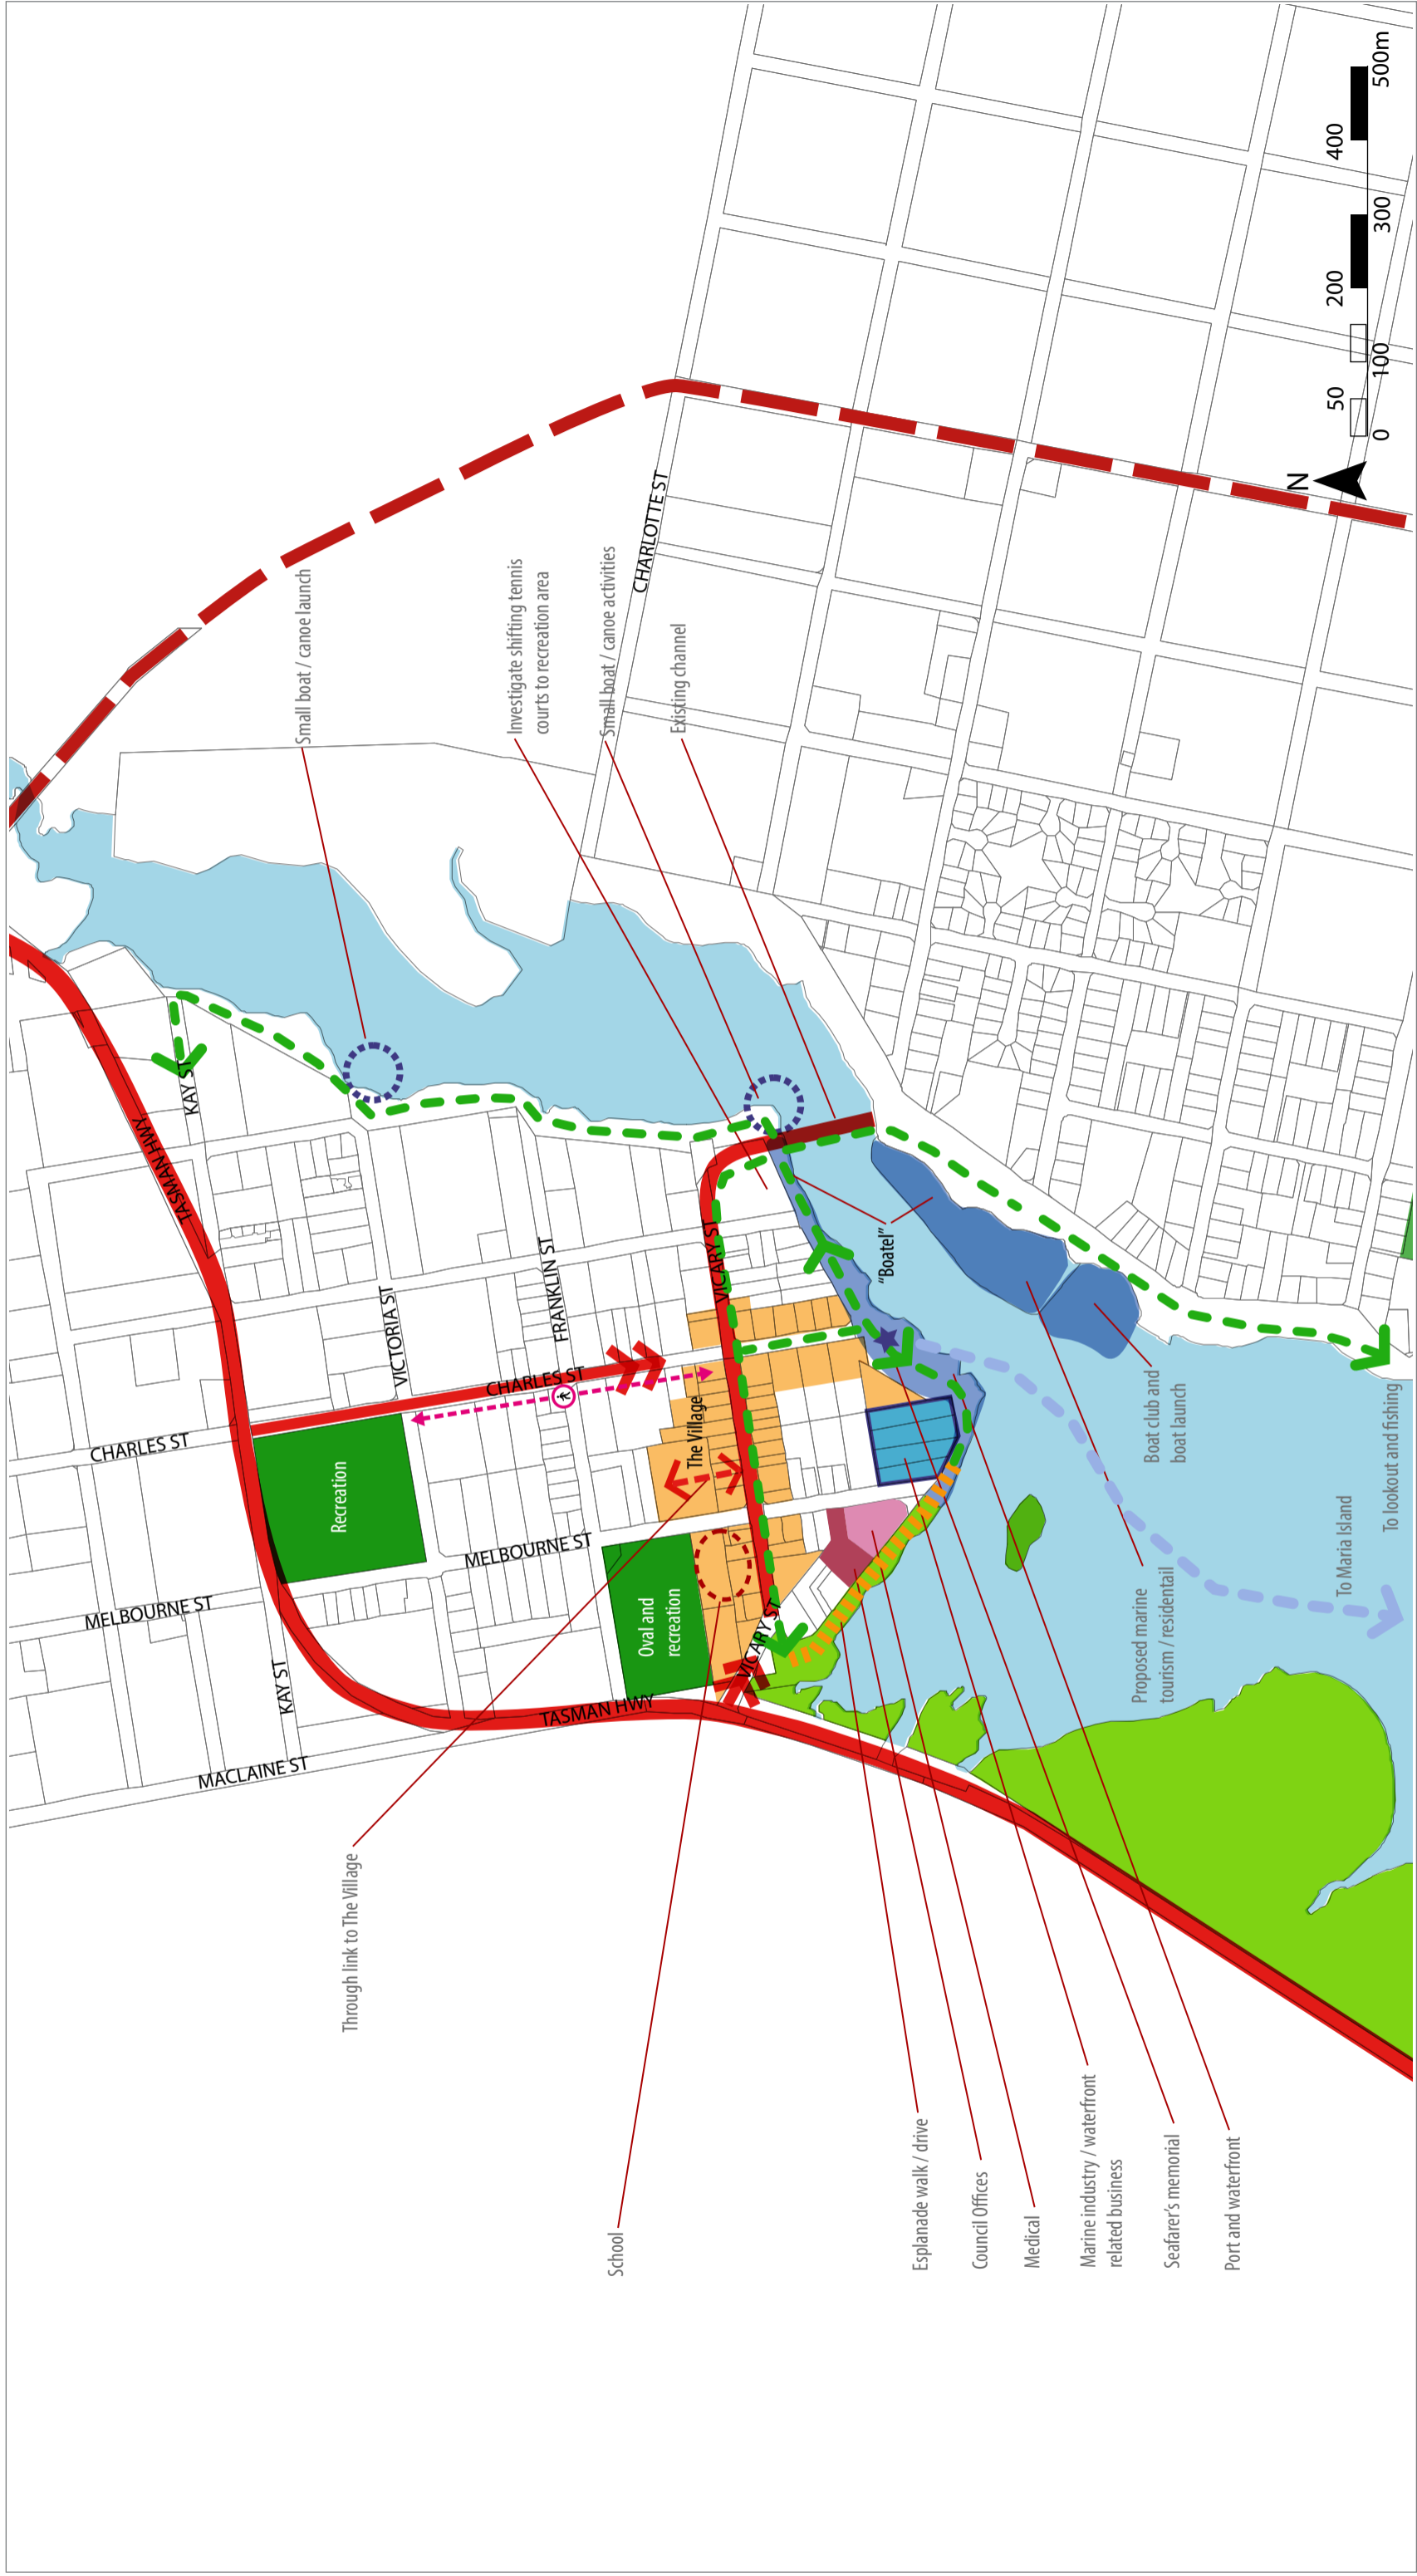 Small boat / canoe launch
Investigate shifting tennis
courts to recreation area
Small boat / canoe activities
Existing channel
CHARLOTTE ST
N
0
50
100
200
300
400
500m
KAY ST
TASMAN HWY
VICTORIA ST
FRANKLIN ST
VICARY ST
"Boatel"
CHARLES ST
CHARLES ST
Recreation
The Village
MELBOURNE ST
MELBOURNE ST
Oval and
recreation
VICARY ST
KAY ST
TASMAN HWY
MACLAINE ST
Boat club and
boat launch
To lookout and fishing
To Maria Island
Proposed marine
tourism / residentail
Through link to The Village
School
Esplanade walk / drive
Council Offices
Medical
Marine industry / waterfront
related business
Seafarer's memorial
Port and waterfront